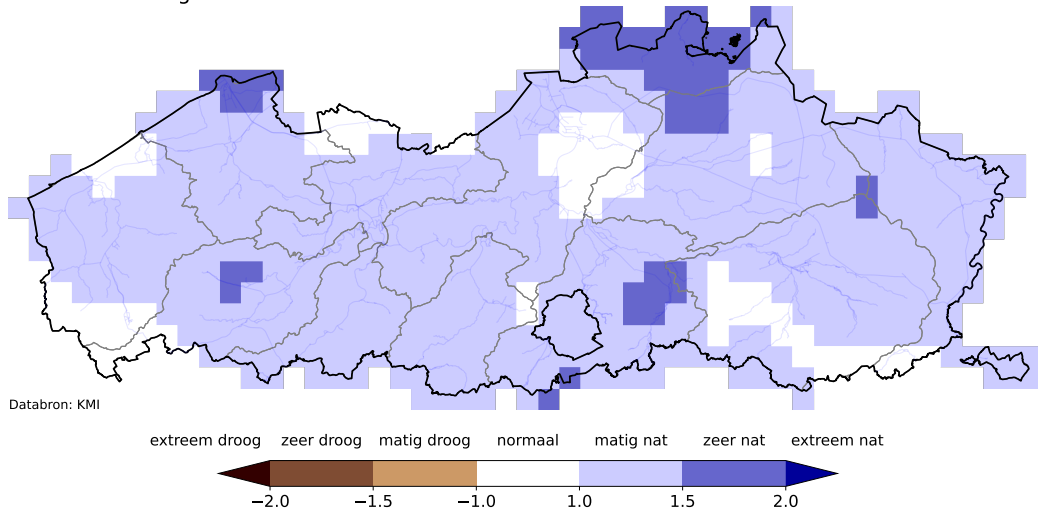 Databron: KMI
extreem droog zeer droog matig droog normaal matig nat zeer nat extreem nat
−2.0 −1.5 −1.0 1.0 1.5 2.0